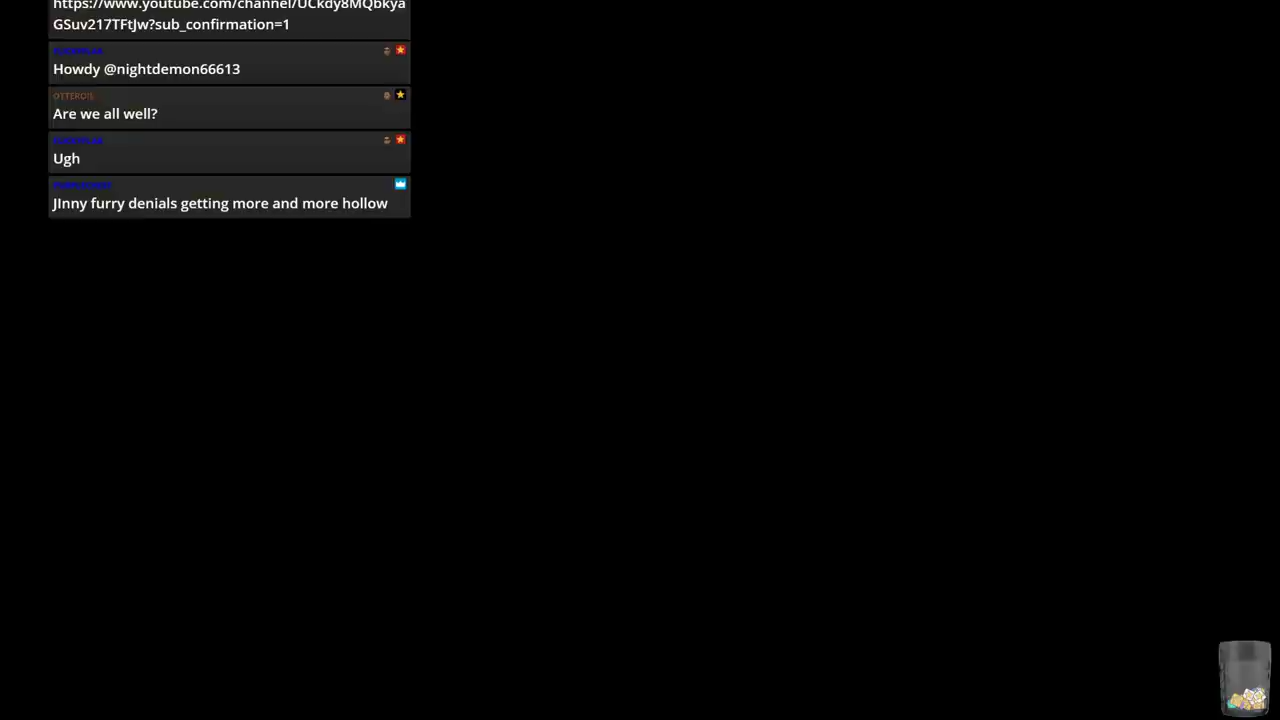 https://www.youtube.com/channel/UCkdy8MQbkya
GSuv217TFtJw?sub_confirmation=1
Howdy @nightdemon66613
OTTEROIS
Are we all well?
Ugh
JInny furry denials getting more and more hollow